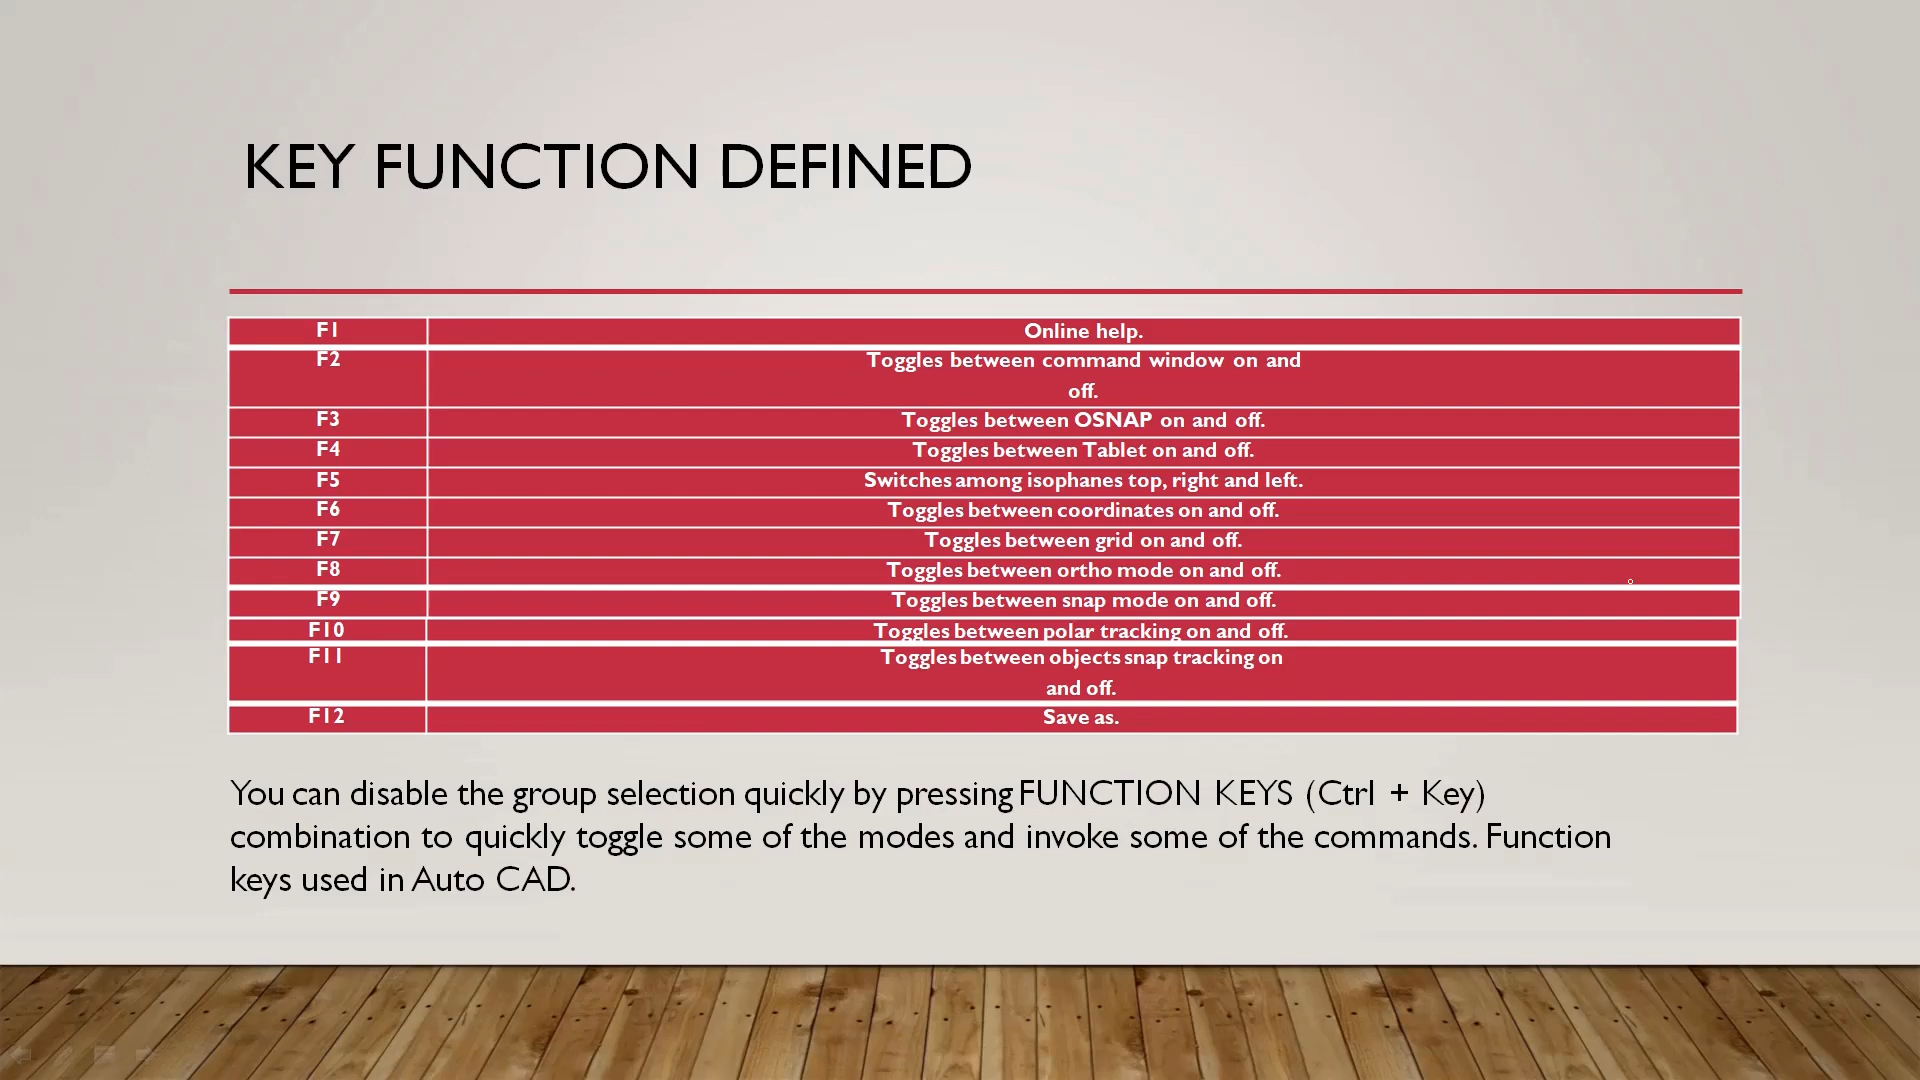 KEY FUNCTION DEFINED
F1 Online help.
F2 Toggles between command window on and
off.
F3 Toggles between OSNAP on and off.
F4 Toggles between Tablet on and off.
F5 Switches among isophanes top, right and left.
F6 Toggles between coordinates on and off.
F7 Toggles between grid on and off.
F8 Toggles between ortho mode on and off.
F9 Toggles between snap mode on and off.
F10 Toggles between polar tracking on and off.
F11 Toggles between objects snap tracking on
and off.
F12 Save as.
You can disable the group selection quickly by pressing FUNCTION KEYS (Ctrl + Key)
combination to quickly toggle some of the modes and invoke some of the commands. Function
keys used in Auto CAD.